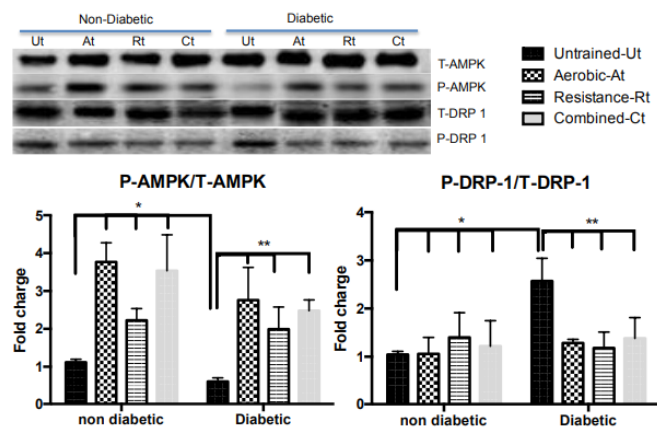 Non-Diabetic Diabetic
Ut At Rt Ct Ut At Rt Ct
T-AMPK
P-AMPK
T-DRP 1
P-DRP 1
Untrained-Ut
Aerobic-At
Resistance-Rt
Combined-Ct
P-AMPK/T-AMPK
Fold charge
5
4
3
2
1
0
*
**
non diabetic Diabetic
P-DRP-1/T-DRP-1
Fold charge
4
3
2
1
0
*
**
non diabetic Diabetic